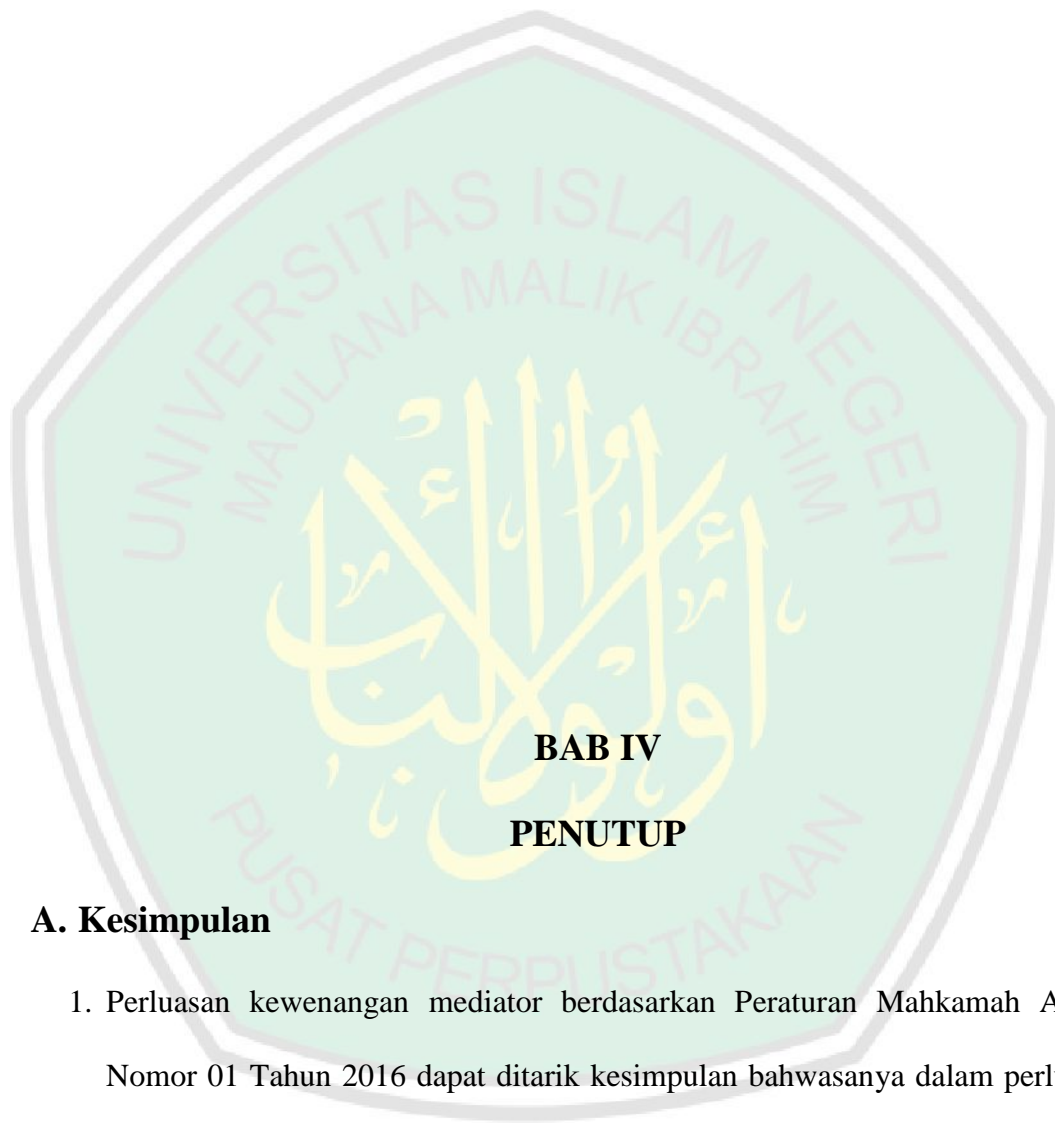 UNIVERSITAS ISLAM NEGERI
MAULANA MALIK IBRAHIM
BAB IV
PENUTUP
A. Kesimpulan
1. Perluasan kewenangan mediator berdasarkan Peraturan Mahkamah A
Nomor 01 Tahun 2016 dapat ditarik kesimpulan bahwasanya dalam perl
PUSAT PERPUSTAKAAN